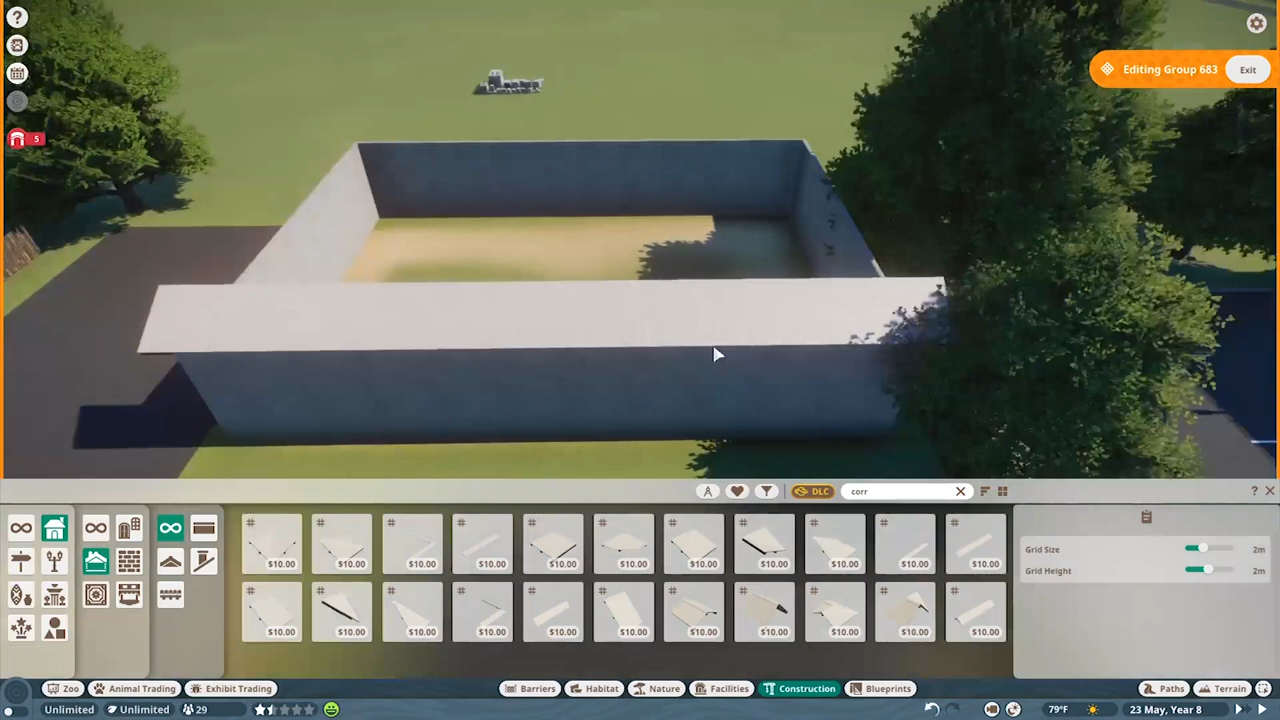 ?
Editing Group 683
Exit
5
DLC
corr
?
$10.00 $10.00 $10.00 $10.00 $10.00 $10.00 $10.00 $10.00 $10.00 $10.00 $10.00
$10.00 $10.00 $10.00 $10.00 $10.00 $10.00 $10.00 $10.00 $10.00 $10.00 $10.00
Grid Size 2m
Grid Height 2m
Zoo Animal Trading Exhibit Trading Barriers Habitat Nature Facilities Construction Blueprints Paths Terrain
Unlimited Unlimited 29 79°F 23 May, Year 8